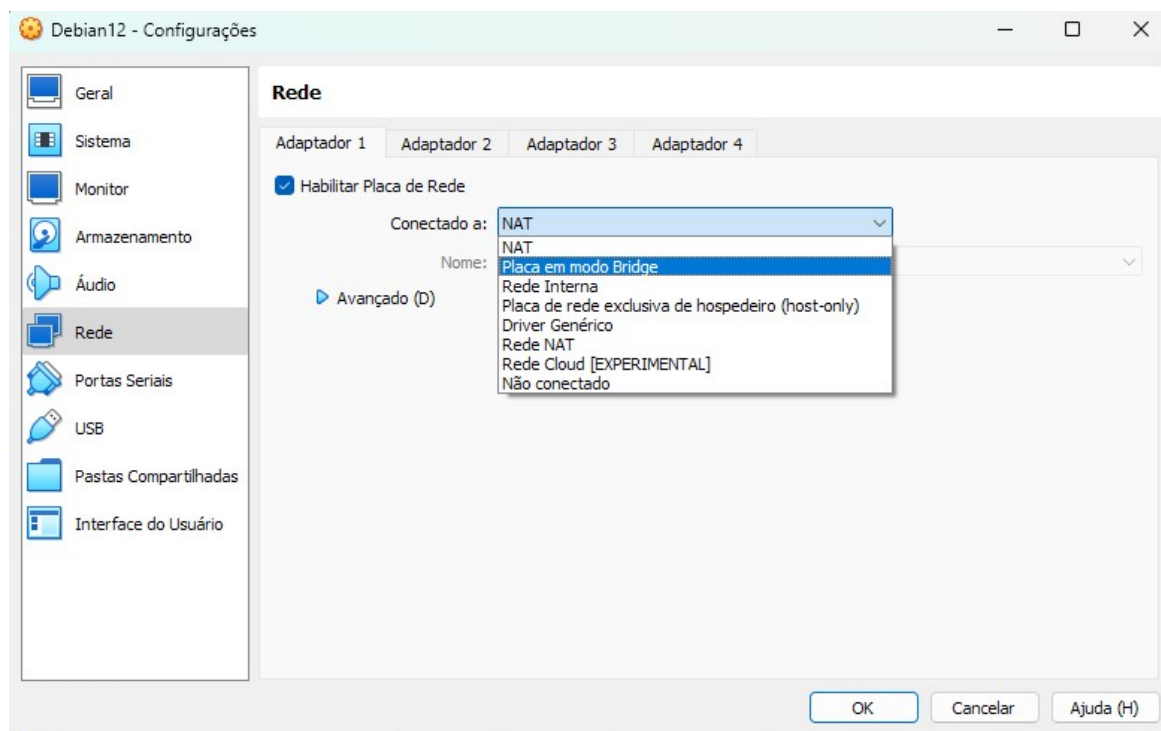 Debian12 - Configurações
Geral
Sistema
Monitor
Armazenamento
Áudio
Rede
Portas Seriais
USB
Pastas Compartilhadas
Interface do Usuário
Rede
Adaptador 1 Adaptador 2 Adaptador 3 Adaptador 4
Habilitar Placa de Rede
Conectado a: NAT
NAT
Nome: Placa em modo Bridge
Rede Interna
Avançado (D) Placa de rede exclusiva de hospedeiro (host-only)
Driver Genérico
Rede NAT
Rede Cloud [EXPERIMENTAL]
Não conectado
OK Cancelar Ajuda (H)